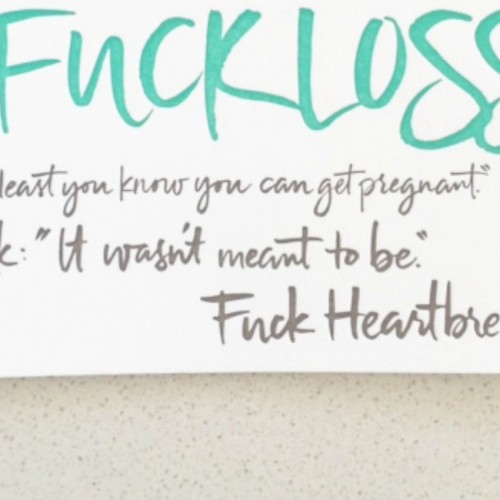 FUCK LOSS
least you know you can get pregnant."
k: "It wasn't meant to be."
Fuck Heartbre